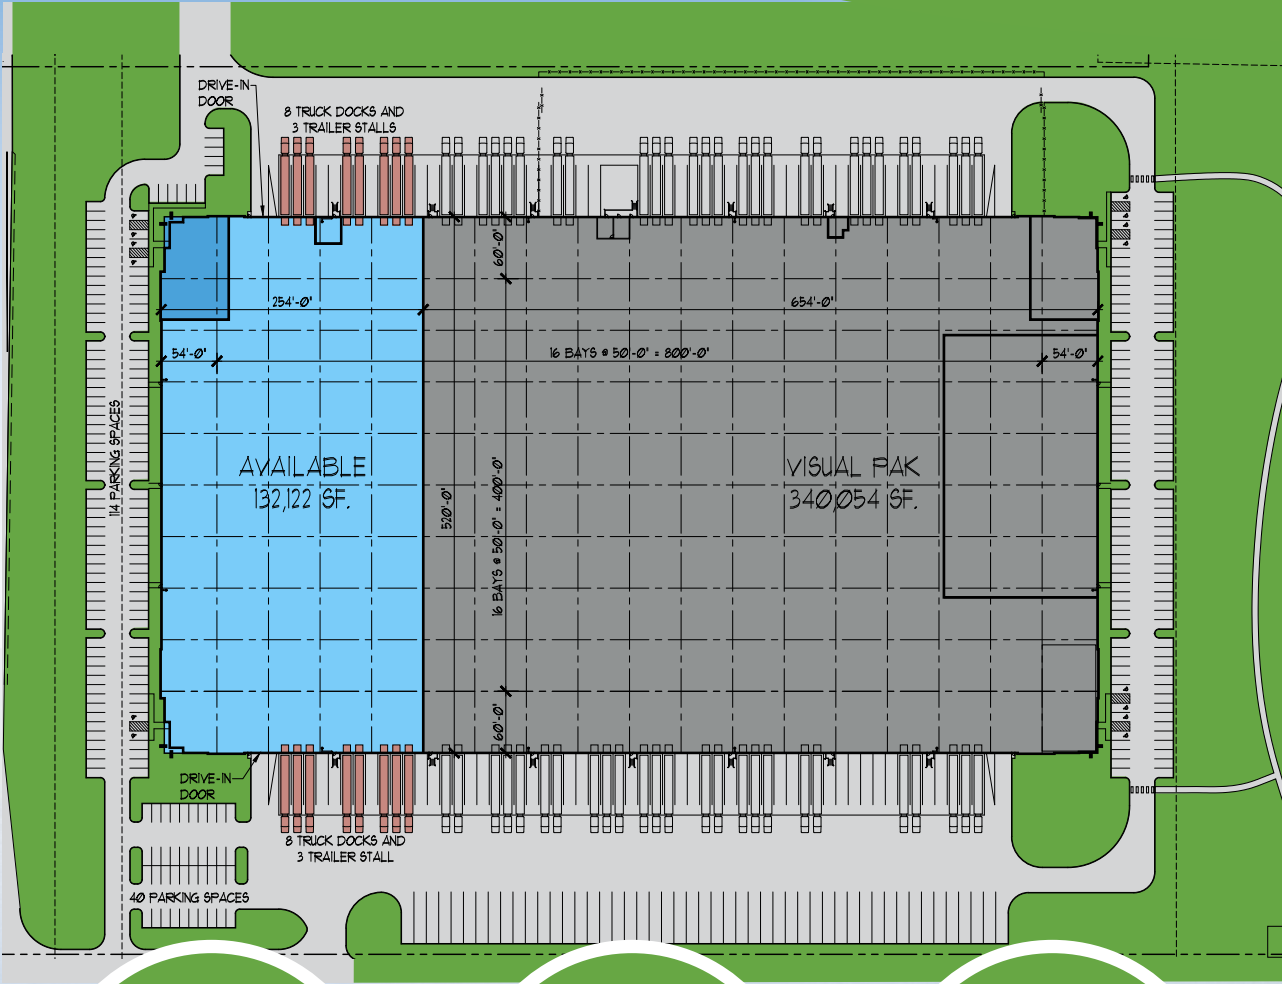 DRIVE-IN
DOOR
8 TRUCK DOCKS AND
3 TRAILER STALLS
60'-0"
254'-0"
654'-0"
54'-0"
16 BAYS @ 50'-0" = 800'-0"
54'-0"
114 PARKING SPACES
AVAILABLE
132,122 SF.
520'-0"
16 BAYS @ 50'-0" = 400'-0"
VISUAL PAK
340,054 SF.
60'-0"
DRIVE-IN
DOOR
8 TRUCK DOCKS AND
3 TRAILER STALL
40 PARKING SPACES